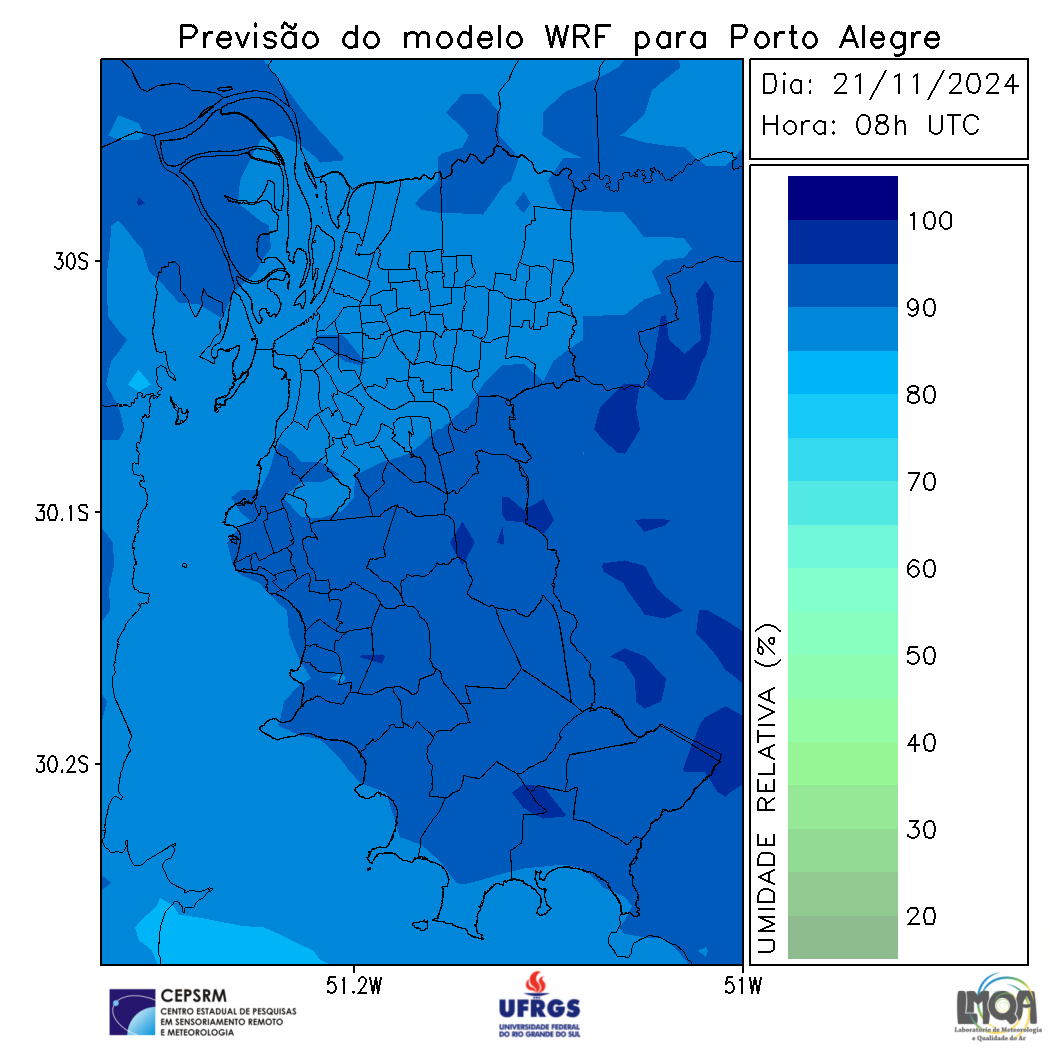 Previsão do modelo WRF para Porto Alegre
Dia: 21/11/2024
Hora: 08h UTC
30S
30.1S
30.2S
51.2W
51W
100
90
80
70
60
50
40
30
20
UMIDADE RELATIVA (%)
CEPSRM
CENTRO ESTADUAL DE PESQUISAS
EM SENSORIAMENTO REMOTO
E METEOROLOGIA
UFRGS
UNIVERSIDADE FEDERAL
DO RIO GRANDE DO SUL
LMQA
Laboratório de Meteorologia
e Qualidade do Ar